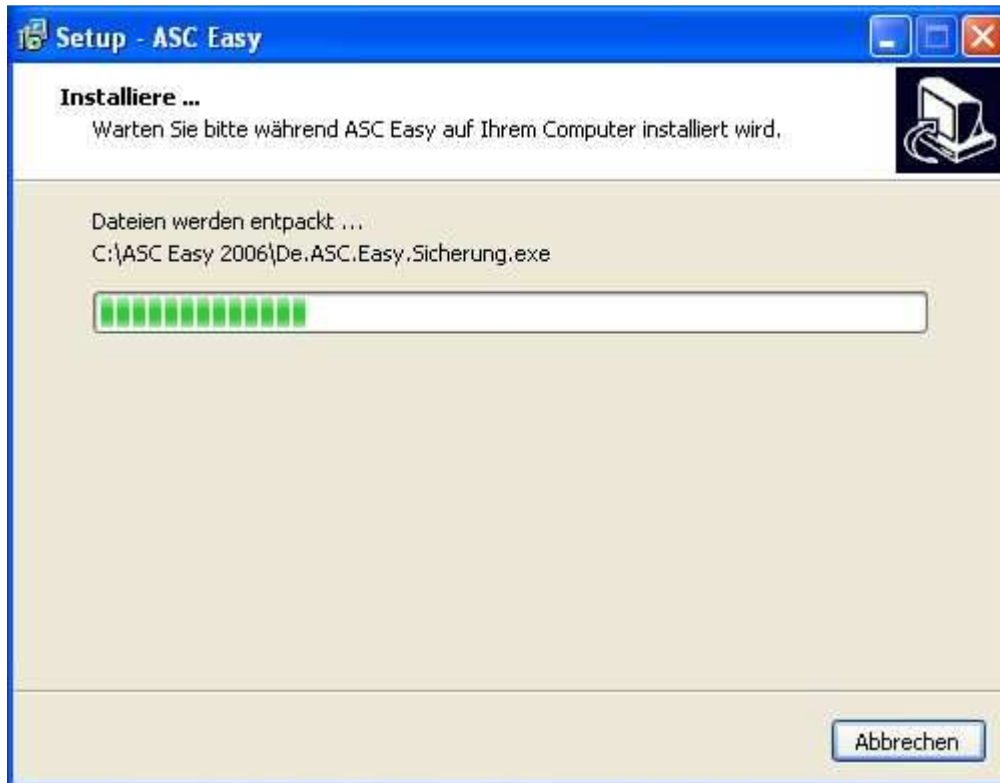 Setup - ASC Easy
Installiere ...
Warten Sie bitte während ASC Easy auf Ihrem Computer installiert wird.
Dateien werden entpackt ...
C:\ASC Easy 2006\De.ASC.Easy.Sicherung.exe
Abbrechen